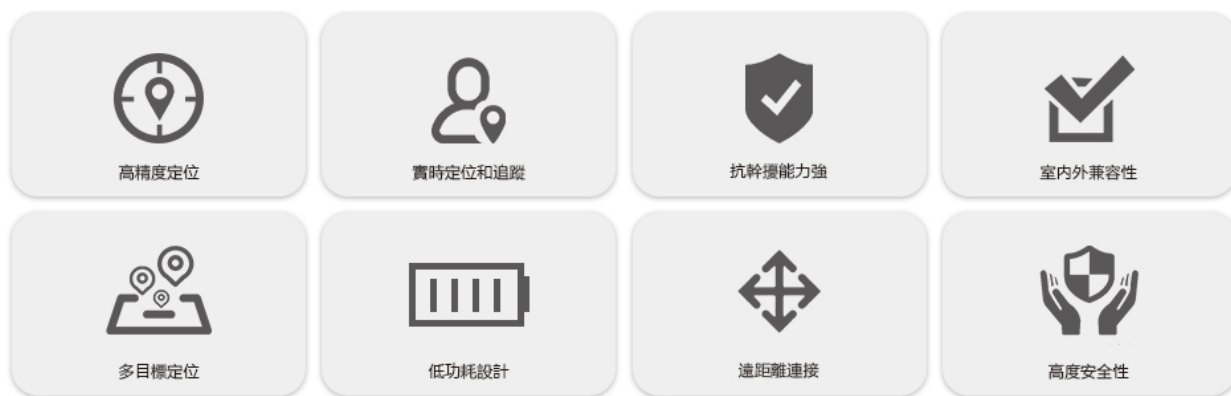 高精度定位
實時定位和追蹤
抗幹擾能力強
室內外兼容性
多目標定位
低功耗設計
遠距離連接
高度安全性